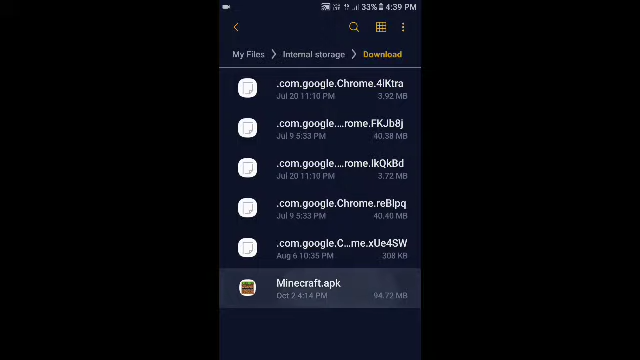 33% 4:39 PM
My Files > Internal storage > Download
.com.google.Chrome.4lKtra
Jul 20 11:10 PM 3.92 MB
.com.google....rome.FKJb8j
Jul 9 5:33 PM 40.38 MB
.com.google....rome.lkQkBd
Jul 20 11:10 PM 3.72 MB
.com.google.Chrome.reBlpq
Jul 9 5:33 PM 40.40 MB
.com.google.C...me.xUe4SW
Aug 6 10:35 PM 308 KB
Minecraft.apk
Oct 2 4:14 PM 94.72 MB